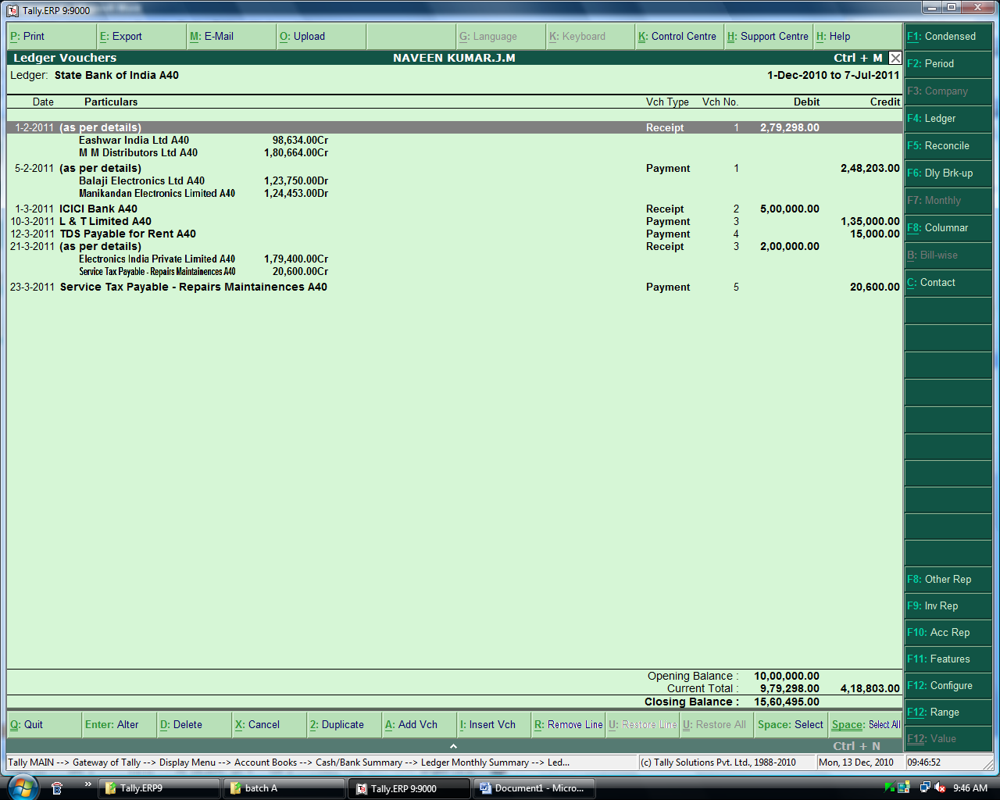 Tally.ERP 9:9000
P: Print E: Export M: E-Mail O: Upload G: Language K: Keyboard K: Control Centre H: Support Centre H: Help
Ledger Vouchers NAVEEN KUMAR.J.M Ctrl + M
Ledger: State Bank of India A40 1-Dec-2010 to 7-Jul-2011
Date Particulars Vch Type Vch No. Debit Credit
1-2-2011 (as per details) Receipt 1 2,79,298.00
Eashwar India Ltd A40 98,634.00Cr
M M Distributors Ltd A40 1,80,664.00Cr
5-2-2011 (as per details) Payment 1 2,48,203.00
Balaji Electronics Ltd A40 1,23,750.00Dr
Manikandan Electronics Limited A40 1,24,453.00Dr
1-3-2011 ICICI Bank A40 Receipt 2 5,00,000.00
10-3-2011 L & T Limited A40 Payment 3 1,35,000.00
12-3-2011 TDS Payable for Rent A40 Payment 4 15,000.00
21-3-2011 (as per details) Receipt 3 2,00,000.00
Electronics India Private Limited A40 1,79,400.00Cr
Service Tax Payable - Repairs Maintainences A40 20,600.00Cr
23-3-2011 Service Tax Payable - Repairs Maintainences A40 Payment 5 20,600.00
Opening Balance : 10,00,000.00
Current Total : 9,79,298.00 4,18,803.00
Closing Balance : 15,60,495.00
F1: Condensed
F2: Period
F3: Company
F4: Ledger
F5: Reconcile
F6: Dly Brk-up
F7: Monthly
F8: Columnar
B: Bill-wise
C: Contact
F8: Other Rep
F9: Inv Rep
F10: Acc Rep
F11: Features
F12: Configure
F12: Range
F12: Value
Q: Quit Enter: Alter D: Delete X: Cancel 2: Duplicate A: Add Vch I: Insert Vch R: Remove Line U: Restore Line U: Restore All Space: Select Space: Select All
Ctrl + N
Tally MAIN --> Gateway of Tally --> Display Menu --> Account Books --> Cash/Bank Summary --> Ledger Monthly Summary --> Led... (c) Tally Solutions Pvt. Ltd., 1988-2010 Mon, 13 Dec, 2010 09:46:52
Tally.ERP9 batch A Tally.ERP 9:9000 Document1 - Micro... 9:46 AM